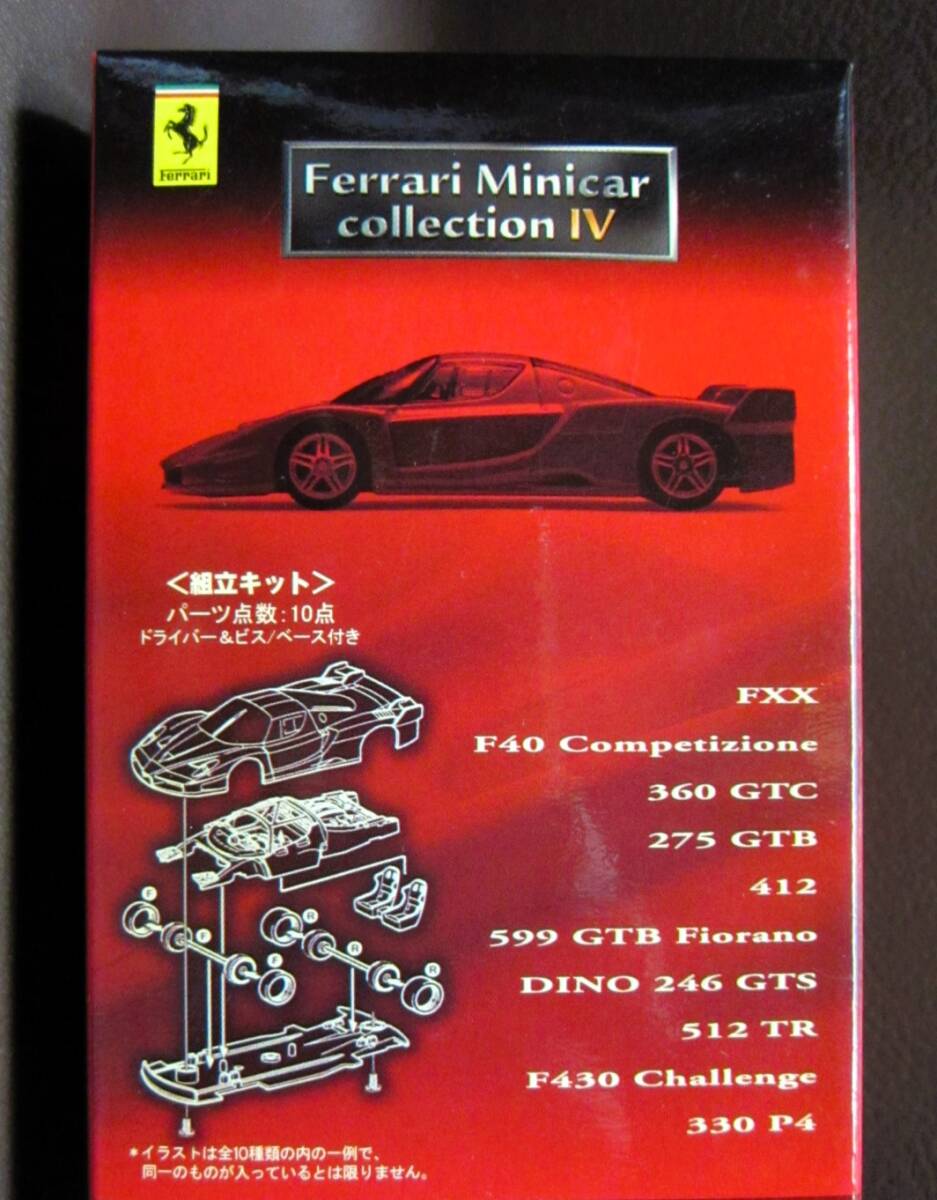 Ferrari
Ferrari Minicar
collection IV
<組立キット>
パーツ点数:10点
ドライバー&ビス/ベース付き
FXX
F40 Competizione
360 GTC
275 GTB
412
599 GTB Fiorano
DINO 246 GTS
512 TR
F430 Challenge
330 P4
F
F
F
R
R
R
*イラストは全10種類の内の一例で、
同一のものが入っているとは限りません。